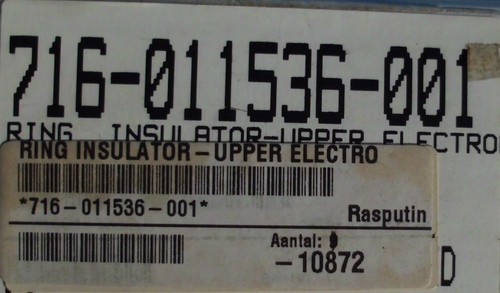 716-011536-001
RING, INSULATOR-UPPER ELECTRO
RING INSULATOR-UPPER ELECTRO
*716-011536-001*
Rasputin
Aantal:
-10872
D